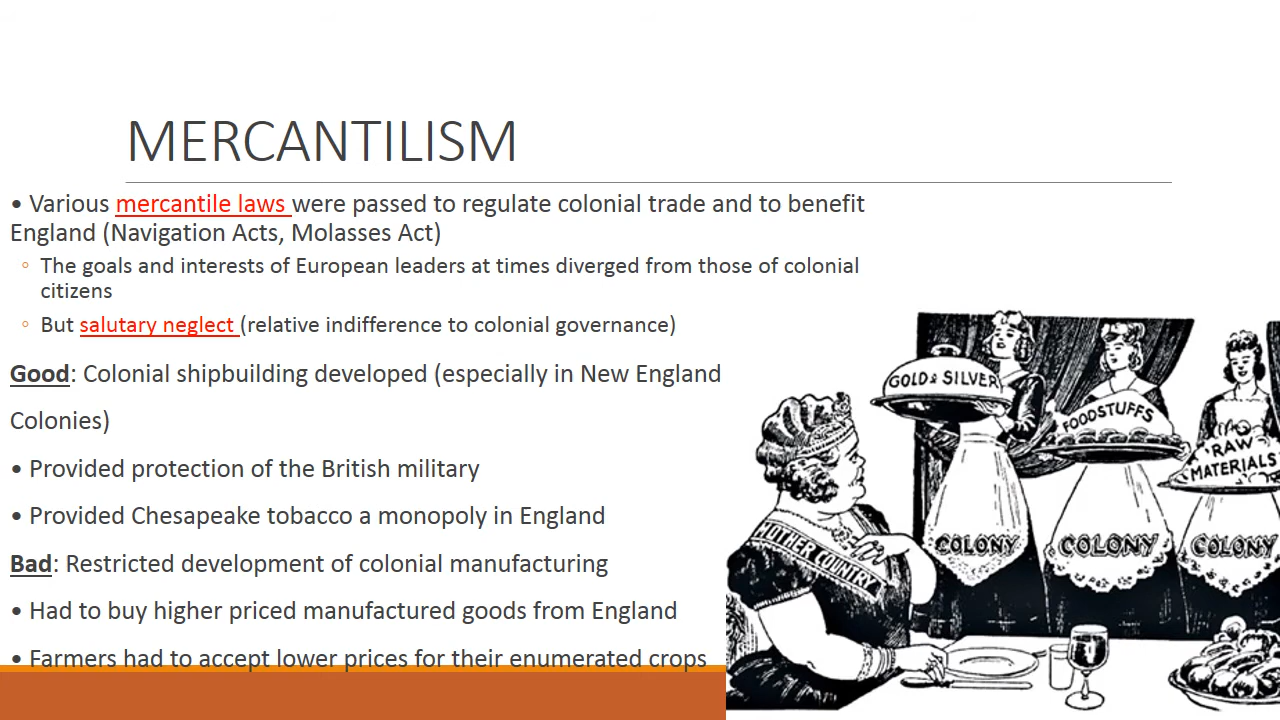 MERCANTILISM
• Various mercantile laws were passed to regulate colonial trade and to benefit
England (Navigation Acts, Molasses Act)
◦ The goals and interests of European leaders at times diverged from those of colonial
citizens
◦ But salutary neglect (relative indifference to colonial governance)
Good: Colonial shipbuilding developed (especially in New England
Colonies)
• Provided protection of the British military
• Provided Chesapeake tobacco a monopoly in England
Bad: Restricted development of colonial manufacturing
• Had to buy higher priced manufactured goods from England
• Farmers had to accept lower prices for their enumerated crops
GOLD & SILVER
FOODSTUFFS
RAW
MATERIALS
MOTHER COUNTRY
COLONY
COLONY
COLONY